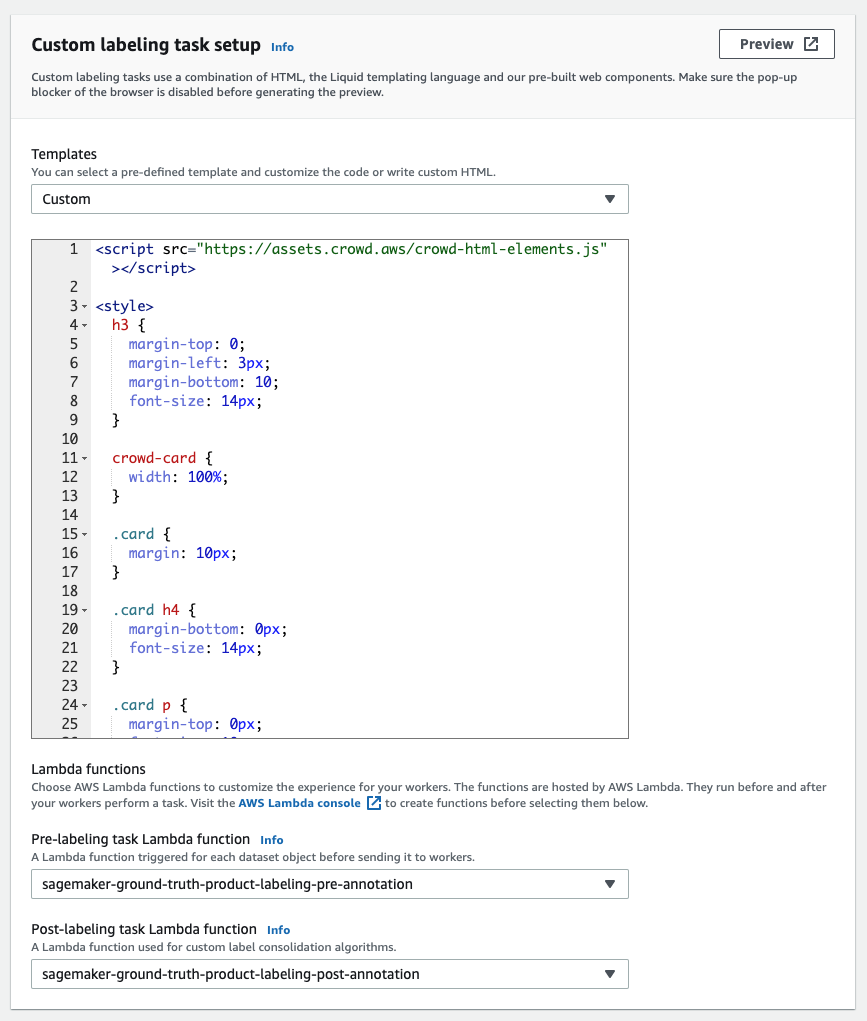 Custom labeling task setup Info
Preview
Custom labeling tasks use a combination of HTML, the Liquid templating language and our pre-built web components. Make sure the pop-up
blocker of the browser is disabled before generating the preview.
Templates
You can select a pre-defined template and customize the code or write custom HTML.
Custom
1 <script src="https://assets.crowd.aws/crowd-html-elements.js"
></script>
2
3 <style>
4 h3 {
5 margin-top: 0;
6 margin-left: 3px;
7 margin-bottom: 10;
8 font-size: 14px;
9 }
10
11 crowd-card {
12 width: 100%;
13 }
14
15 .card {
16 margin: 10px;
17 }
18
19 .card h4 {
20 margin-bottom: 0px;
21 font-size: 14px;
22 }
23
24 .card p {
25 margin-top: 0px;
Lambda functions
Choose AWS Lambda functions to customize the experience for your workers. The functions are hosted by AWS Lambda. They run before and after
your workers perform a task. Visit the AWS Lambda console to create functions before selecting them below.
Pre-labeling task Lambda function Info
A Lambda function triggered for each dataset object before sending it to workers.
sagemaker-ground-truth-product-labeling-pre-annotation
Post-labeling task Lambda function Info
A Lambda function used for custom label consolidation algorithms.
sagemaker-ground-truth-product-labeling-post-annotation